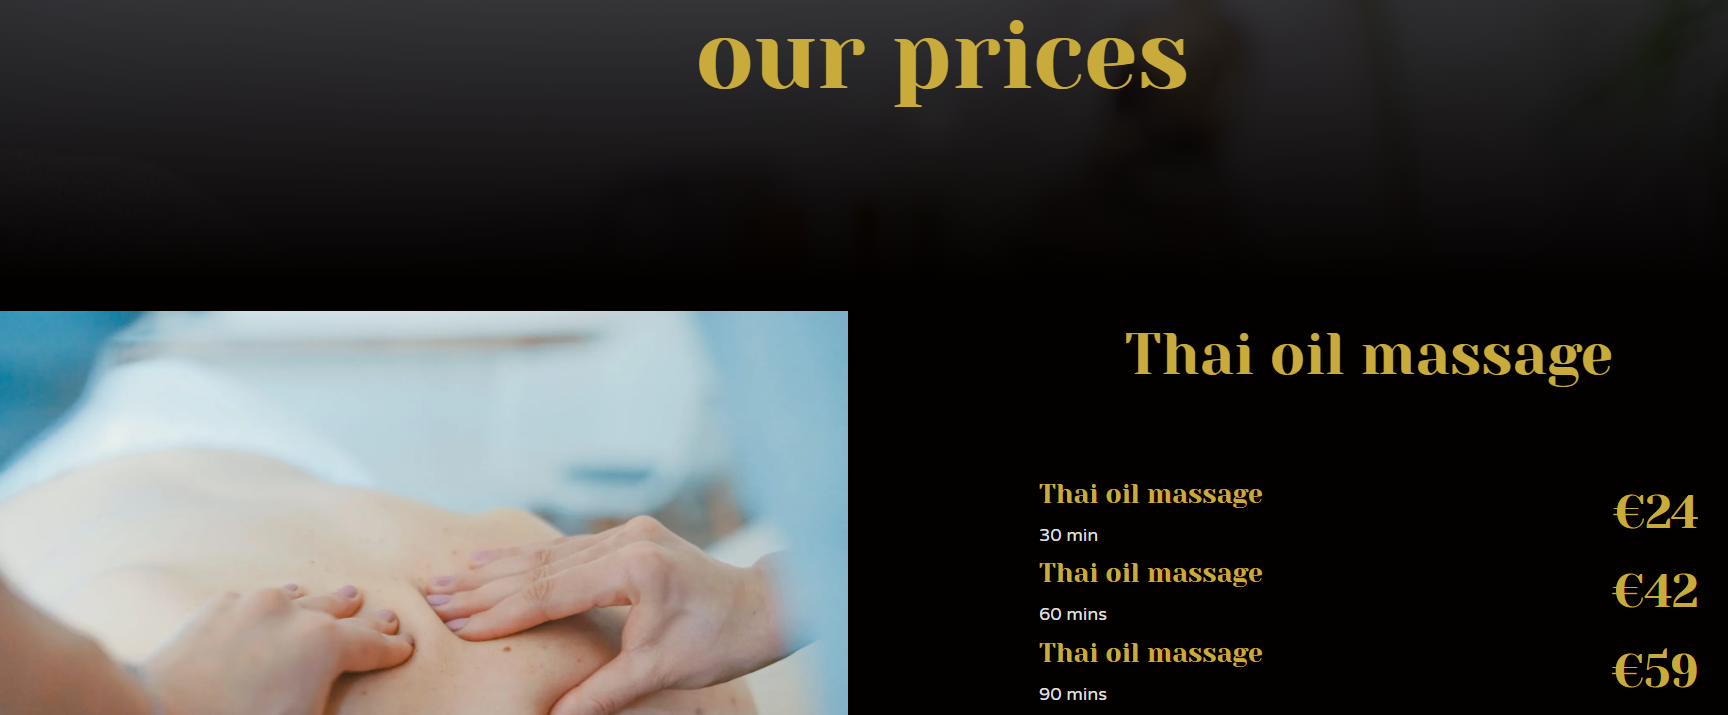 our prices
Thai oil massage
Thai oil massage
€24
30 min
Thai oil massage
€42
60 mins
Thai oil massage
€59
90 mins